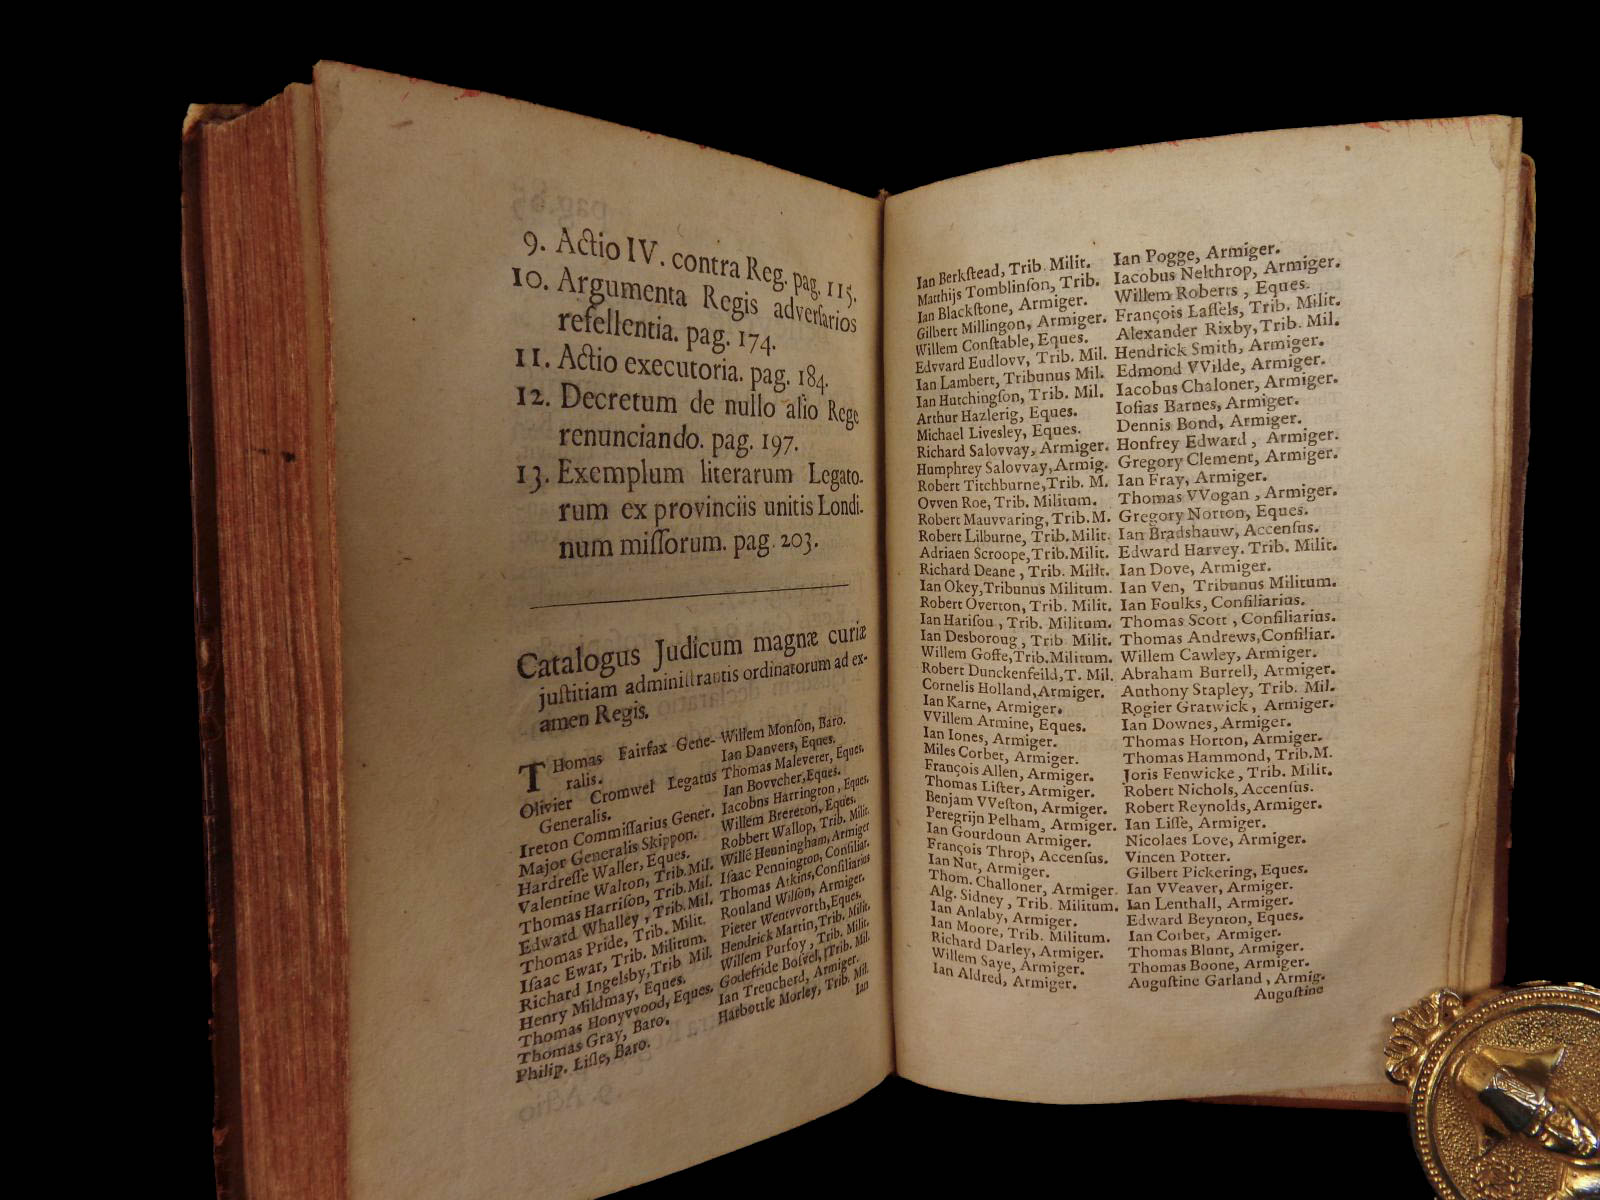 9. Actio IV. contra Reg. pag. 115.
10. Argumenta Regis adverſarios
refellentia. pag. 174.
11. Actio executoria. pag. 184.
12. Decretum de nullo alio Rege
renunciando. pag. 197.
13. Exemplum literarum Legato-
rum ex provinciis unitis Londi-
num miſſorum. pag. 203.
Catalogus Judicum magnæ curiæ
juſtitiam adminiſtrantis ordinatorum ad ex-
amen Regis.
THomas Fairfax Gene-
ralis.
Olivier Cromwel Legatus
Generalis.
Ireton Commiſſarius Gener.
Major Generalis Skippon.
Hardreſſe Waller, Eques.
Valentine Walton, Trib. Mil.
Thomas Harriſon, Trib. Mil.
Edward Whalley, Trib. Mil.
Thomas Pride, Trib. Milit.
Iſaac Ewar, Trib. Militum.
Richard Ingelsby, Trib Mil.
Henry Mildmay, Eques.
Thomas Honyvvood, Eques.
Thomas Gray, Baro.
Philip. Liſle, Baro.
Willem Monſon, Baro.
Ian Danvers, Eques.
Thomas Maleverer, Eques.
Ian Bovvcher, Eques.
Iacobns Harrington, Eques.
Willem Brereton, Eques.
Robbert Wallop, Trib. Milit.
Willē Henningham, Armiger
Iſaac Pennington, Conſiliar.
Thomas Atkins, Conſiliarius
Rouland Wilſon, Armiger.
Pieter Wentvvorth, Eques.
Hendrick Martin, Trib. Milit.
Willem Purfoy, Trib. Milit.
Godefride Boſvel, Trib. Mil.
Ian Treucherd, Armiger.
Harbottle Morley, Trib. Mil.
Ian
Ian Berkſtead, Trib. Milit.
Matthijs Tomblinſon, Trib.
Ian Blackſtone, Armiger.
Gilbert Millingon, Armiger.
Willem Conſtable, Eques.
Edvvard Eudlovv, Trib. Mil.
Ian Lambert, Tribunus Mil.
Ian Hutchingſon, Trib. Mil.
Arthur Hazlerig, Eques.
Michael Livesley, Eques.
Richard Salovvay, Armiger.
Humphrey Salovvay, Armig.
Robert Titchburne, Trib. M.
Ovven Roe, Trib. Militum.
Robert Mauvvaring, Trib. M.
Robert Lilburne, Trib. Milit.
Adriaen Scroope, Trib. Milit.
Richard Deane, Trib. Milit.
Ian Okey, Tribunus Militum.
Robert Overton, Trib. Milit.
Ian Hariſou, Trib. Militum.
Ian Desboroug, Trib Milit.
Willem Goffe, Trib. Militum.
Robert Dunckenfeild, T. Mil.
Cornelis Holland, Armiger.
Ian Karne, Armiger.
VVillem Armine, Eques.
Ian Iones, Armiger.
Miles Corbet, Armiger.
François Allen, Armiger.
Thomas Liſter, Armiger.
Benjam VVeſton, Armiger.
Peregrijn Pelham, Armiger.
Ian Gourdoun Armiger.
François Throp, Accenſus.
Ian Nut, Armiger.
Thom. Challoner, Armiger.
Alg. Sidney, Trib. Militum.
Ian Anlaby, Armiger.
Ian Moore, Trib. Militum.
Richard Darley, Armiger.
Willem Saye, Armiger.
Ian Aldred, Armiger.
Ian Pogge, Armiger.
Iacobus Nelthrop, Armiger.
Willem Roberts, Eques.
François Laſſels, Trib. Milit.
Alexander Rixby, Trib. Mil.
Hendrick Smith, Armiger.
Edmond VVilde, Armiger.
Iacobus Chaloner, Armiger.
Ioſias Barnes, Armiger.
Dennis Bond, Armiger.
Honfrey Edward, Armiger.
Gregory Clement, Armiger.
Ian Fray, Armiger.
Thomas VVogan, Armiger.
Gregory Norton, Eques.
Ian Bradshauw, Accenſus.
Edward Harvey. Trib. Milit.
Ian Dove, Armiger.
Ian Ven, Tribunus Militum.
Ian Foulks, Conſiliarius.
Thomas Scott, Conſiliarius.
Thomas Andrews, Conſiliar.
Willem Cawley, Armiger.
Abraham Burrell, Armiger.
Anthony Stapley, Trib. Mil.
Rogier Gratwick, Armiger.
Ian Downes, Armiger.
Thomas Horton, Armiger.
Thomas Hammond, Trib. M.
Joris Fenwicke, Trib. Milit.
Robert Nichols, Accenſus.
Robert Reynolds, Armiger.
Ian Liſſe, Armiger.
Nicolaes Love, Armiger.
Vincen Potter.
Gilbert Pickering, Eques.
Ian VVeaver, Armiger.
Ian Lenthall, Armiger.
Edward Beynton, Eques.
Ian Corbet, Armiger.
Thomas Blunt, Armiger.
Thomas Boone, Armiger.
Auguſtine Garland, Armig.
Auguſtine